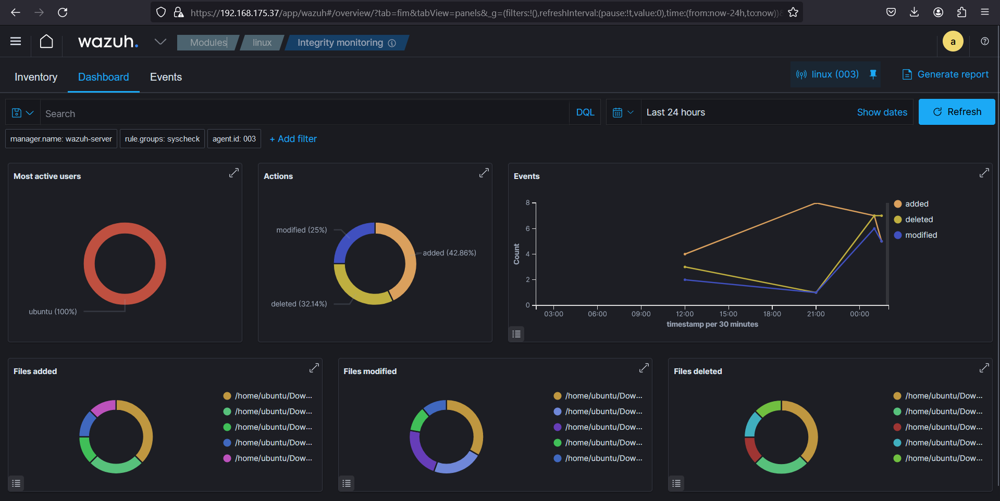 https://192.168.175.37/app/wazuh#/overview/?tab=fim&tabView=panels&_g=(filters:!(),refreshInterval:(pause:!t,value:0),time:(from:now-24h,to:now))
wazuh.
Modules
linux
Integrity monitoring
a
Inventory
Dashboard
Events
linux (003)
Generate report
Search
DQL
Last 24 hours
Show dates
Refresh
manager.name: wazuh-server
rule.groups: syscheck
agent.id: 003
+ Add filter
Most active users
ubuntu (100%)
Actions
modified (25%)
added (42.86%)
deleted (32.14%)
Events
8
6
4
2
0
Count
03:00 06:00 09:00 12:00 15:00 18:00 21:00 00:00
timestamp per 30 minutes
added
deleted
modified
Files added
/home/ubuntu/Dow...
/home/ubuntu/Dow...
/home/ubuntu/Dow...
/home/ubuntu/Dow...
/home/ubuntu/Dow...
Files modified
/home/ubuntu/Dow...
/home/ubuntu/Dow...
/home/ubuntu/Dow...
/home/ubuntu/Dow...
/home/ubuntu/Dow...
Files deleted
/home/ubuntu/Dow...
/home/ubuntu/Dow...
/home/ubuntu/Dow...
/home/ubuntu/Dow...
/home/ubuntu/Dow...